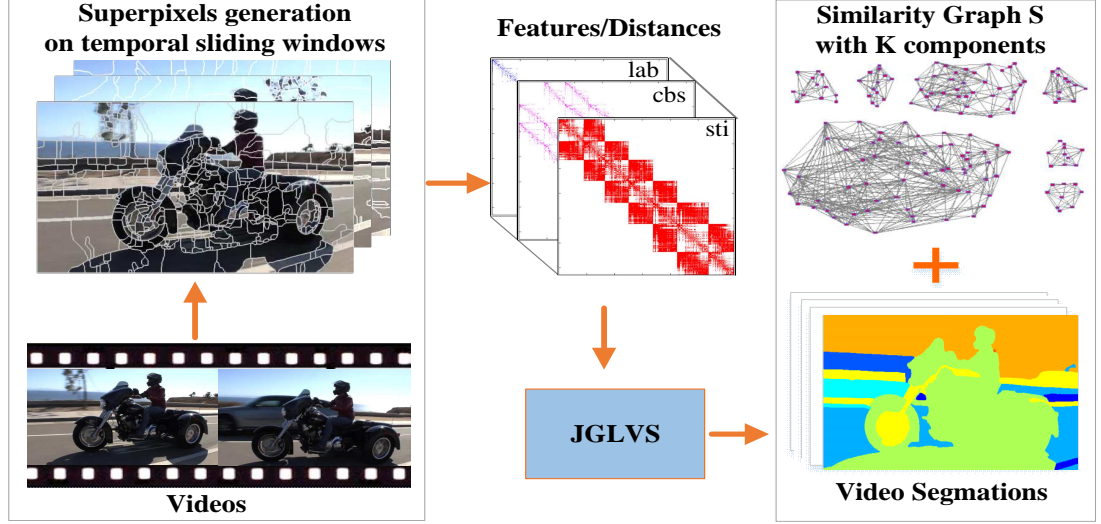 Superpixels generation
on temporal sliding windows
Videos
Features/Distances
lab
cbs
sti
JGLVS
Similarity Graph S
with K components
Video Segmations